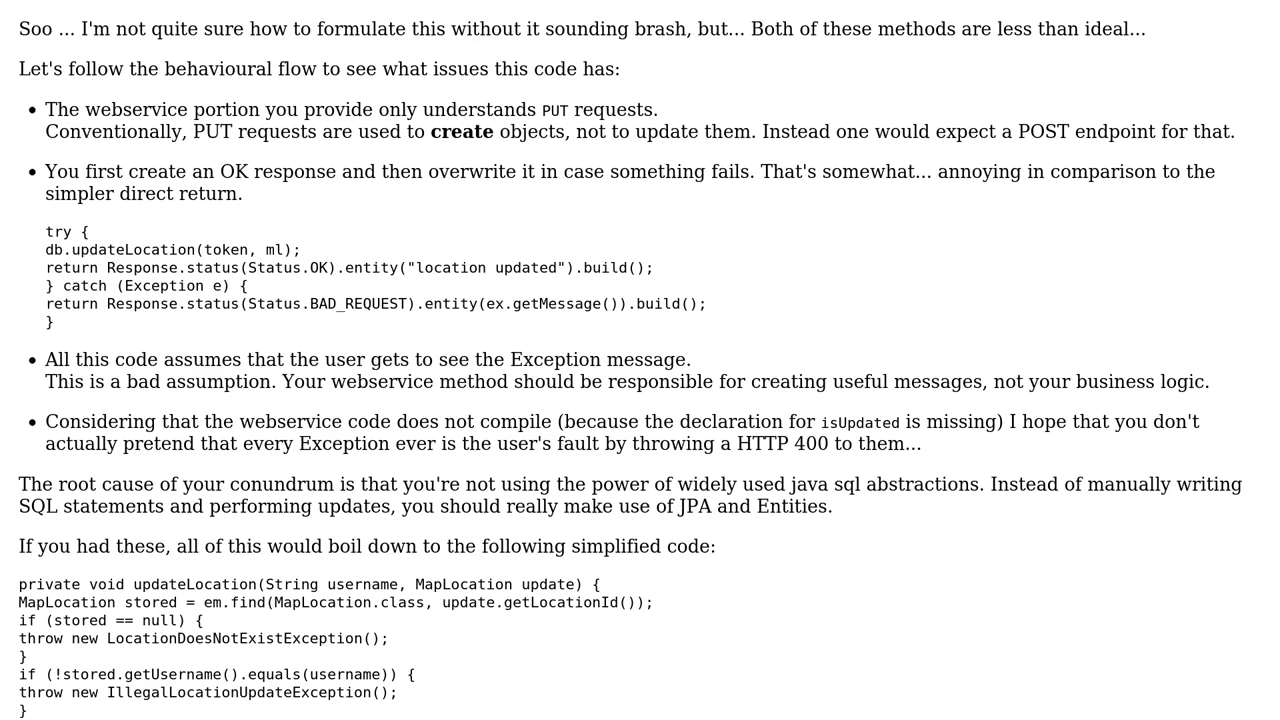 Soo ... I'm not quite sure how to formulate this without it sounding brash, but... Both of these methods are less than ideal...
Let's follow the behavioural flow to see what issues this code has:
• The webservice portion you provide only understands PUT requests.
Conventionally, PUT requests are used to create objects, not to update them. Instead one would expect a POST endpoint for that.
• You first create an OK response and then overwrite it in case something fails. That's somewhat... annoying in comparison to the
simpler direct return.
try {
db.updateLocation(token, ml);
return Response.status(Status.OK).entity("location updated").build();
} catch (Exception e) {
return Response.status(Status.BAD_REQUEST).entity(ex.getMessage()).build();
}
• All this code assumes that the user gets to see the Exception message.
This is a bad assumption. Your webservice method should be responsible for creating useful messages, not your business logic.
• Considering that the webservice code does not compile (because the declaration for isUpdated is missing) I hope that you don't
actually pretend that every Exception ever is the user's fault by throwing a HTTP 400 to them...
The root cause of your conundrum is that you're not using the power of widely used java sql abstractions. Instead of manually writing
SQL statements and performing updates, you should really make use of JPA and Entities.
If you had these, all of this would boil down to the following simplified code:
private void updateLocation(String username, MapLocation update) {
MapLocation stored = em.find(MapLocation.class, update.getLocationId());
if (stored == null) {
throw new LocationDoesNotExistException();
}
if (!stored.getUsername().equals(username)) {
throw new IllegalLocationUpdateException();
}